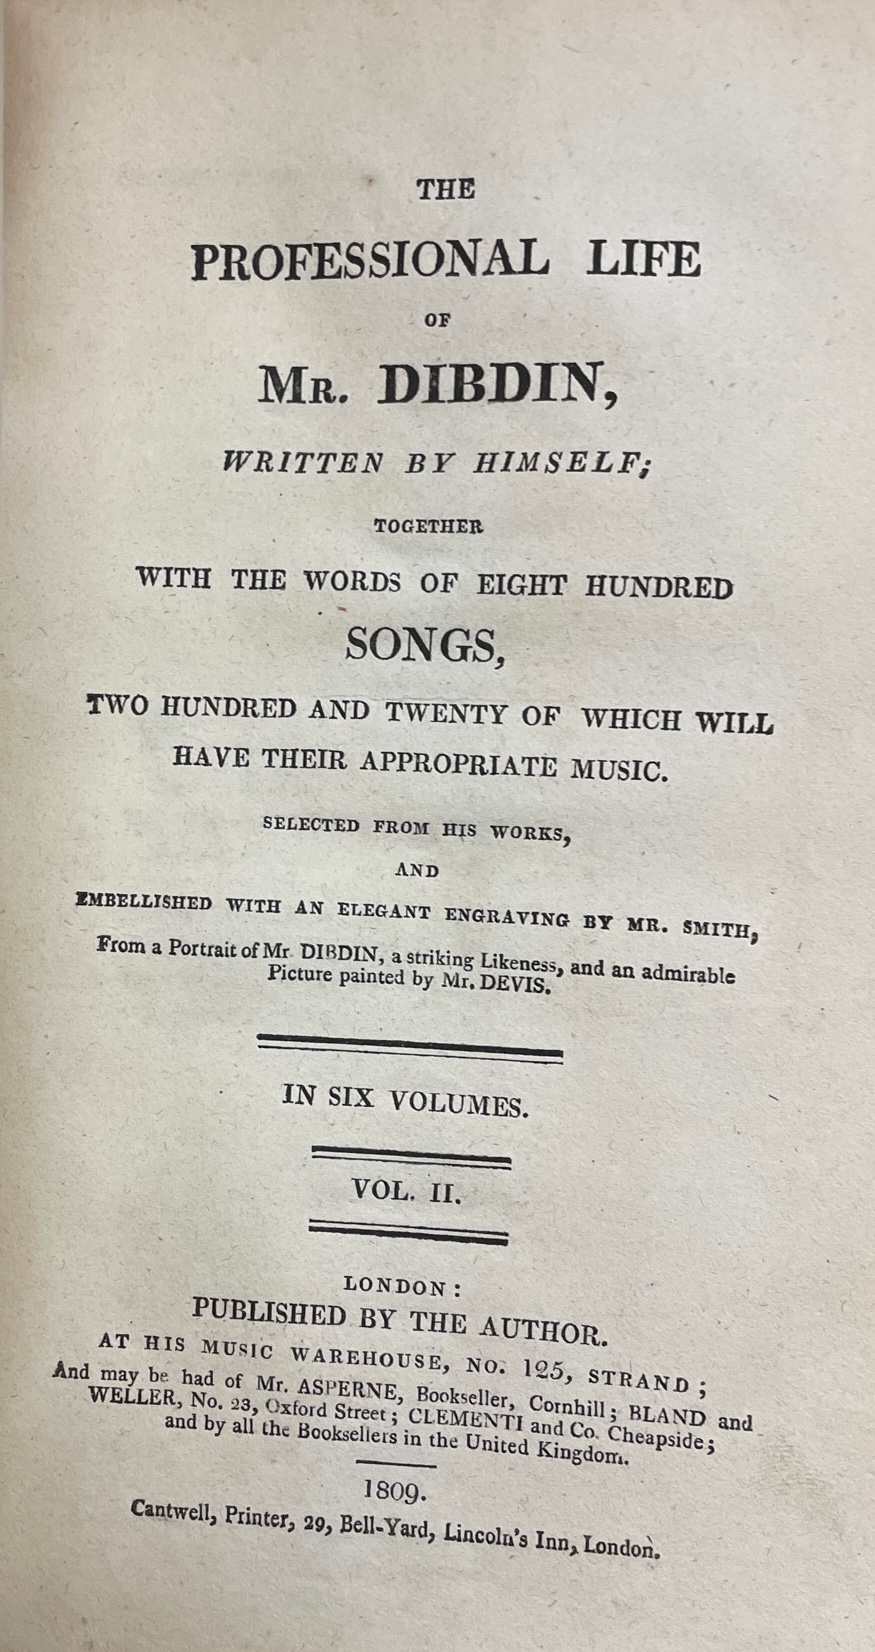 THE
PROFESSIONAL LIFE
OF
MR. DIBDIN,
WRITTEN BY HIMSELF;
TOGETHER
WITH THE WORDS OF EIGHT HUNDRED
SONGS,
TWO HUNDRED AND TWENTY OF WHICH WILL
HAVE THEIR APPROPRIATE MUSIC.
SELECTED FROM HIS WORKS,
AND
EMBELLISHED WITH AN ELEGANT ENGRAVING BY MR. SMITH,
From a Portrait of Mr. DIBDIN, a striking Likeness, and an admirable
Picture painted by Mr. DEVIS.
IN SIX VOLUMES.
VOL. II.
LONDON:
PUBLISHED BY THE AUTHOR.
AT HIS MUSIC WAREHOUSE, NO. 125, STRAND;
And may be had of Mr. ASPERNE, Bookseller, Cornhill; BLAND and
WELLER, No. 23, Oxford Street; CLEMENTI and Co. Cheapside;
and by all the Booksellers in the United Kingdom.
1809.
Cantwell, Printer, 29, Bell-Yard, Lincoln's Inn, London.